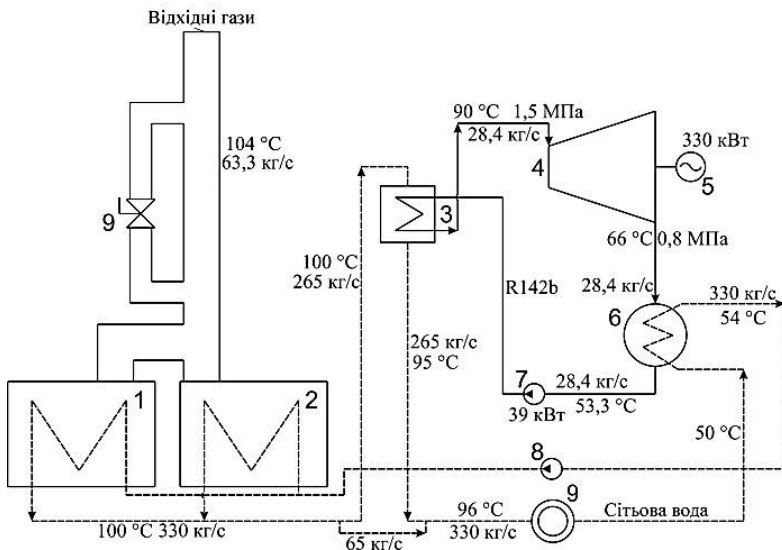 Відхідні гази
90 °C 1,5 МПа
28,4 кг/с
330 кВт
4
5
104 °C
63,3 кг/с
9
3
66 °C 0,8 МПа
100 °C
265 кг/с
R142b
28,4 кг/с
330 кг/с
54 °C
6
265 кг/с
95 °C
7
28,4 кг/с
39 кВт
53,3 °C
1
2
50 °C
8
9
96 °C
330 кг/с
Сітьова вода
100 °C 330 кг/с
65 кг/с